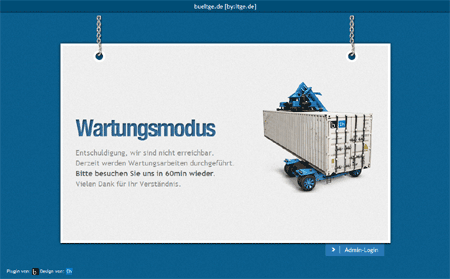 bueltge.de [by:ltge.de]
Wartungsmodus
Entschuldigung, wir sind nicht erreichbar.
Derzeit werden Wartungsarbeiten durchgeführt.
Bitte besuchen Sie uns in 60min wieder.
Vielen Dank für Ihr Verständnis.
Admin-Login
Plugin von: Design von: